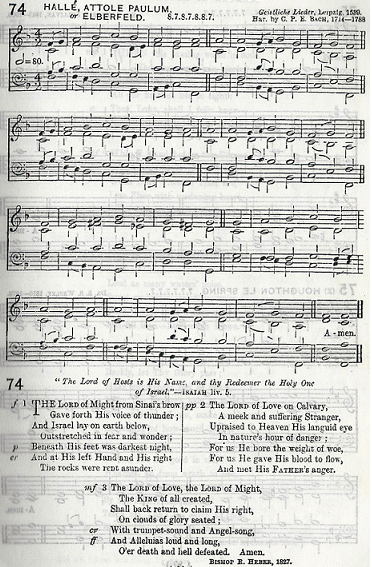 74 HALLÉ, ATTOLE PAULUM,
or ELBERFELD. 8.7.8.7.8.8.7.
Geistliche Lieder, Leipzig, 1589.
Har. by C. P. E. BACH, 1714—1788
=80.
A - men.
74
"The Lord of Hosts is His Name, and thy Redeemer the Holy One
of Israel."—ISAIAH liv. 5.
f 1 THE LORD of Might from Sinai's brow
Gave forth His voice of thunder;
And Israel lay on earth below,
Outstretched in fear and wonder;
p Beneath His feet was darkest night,
cr And at His left Hand and His right
The rocks were rent asunder.
pp 2 The LORD of Love on Calvary,
A meek and suffering Stranger,
Upraised to Heaven His languid eye
In nature's hour of danger;
For us He bore the weight of woe,
For us He gave His blood to flow,
And met His FATHER'S anger.
mf 3 The LORD of Love, the LORD of Might,
The KING of all created,
Shall back return to claim His right,
On clouds of glory seated;
cr With trumpet-sound and Angel-song,
ff And Alleluias loud and long,
O'er death and hell defeated. Amen.
BISHOP R. HEBER, 1827.